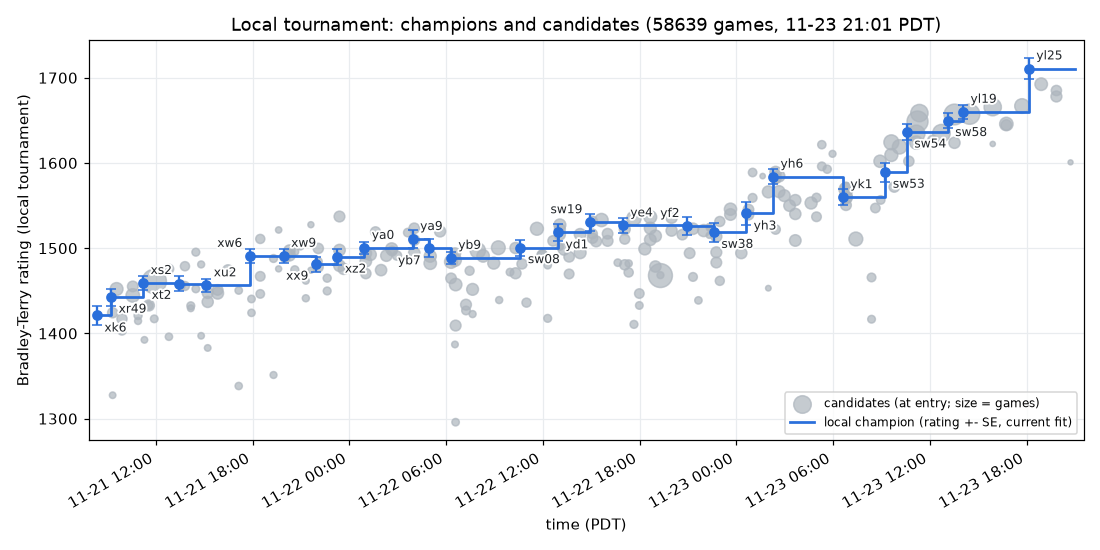 Local tournament: champions and candidates (58639 games, 11-23 21:01 PDT)
Bradley-Terry rating (local tournament)
1700
1600
1500
1400
1300
xk6
xr49
xs2
xt2
xu2
xw6
xw9
xx9
xz2
ya0
yb7
ya9
yb9
sw08
yd1
sw19
ye4
yf2
sw38
yh3
yh6
yk1
sw53
sw54
sw58
yl19
yl25
candidates (at entry; size = games)
local champion (rating +- SE, current fit)
11-21 12:00
11-21 18:00
11-22 00:00
11-22 06:00
11-22 12:00
11-22 18:00
11-23 00:00
11-23 06:00
11-23 12:00
11-23 18:00
time (PDT)